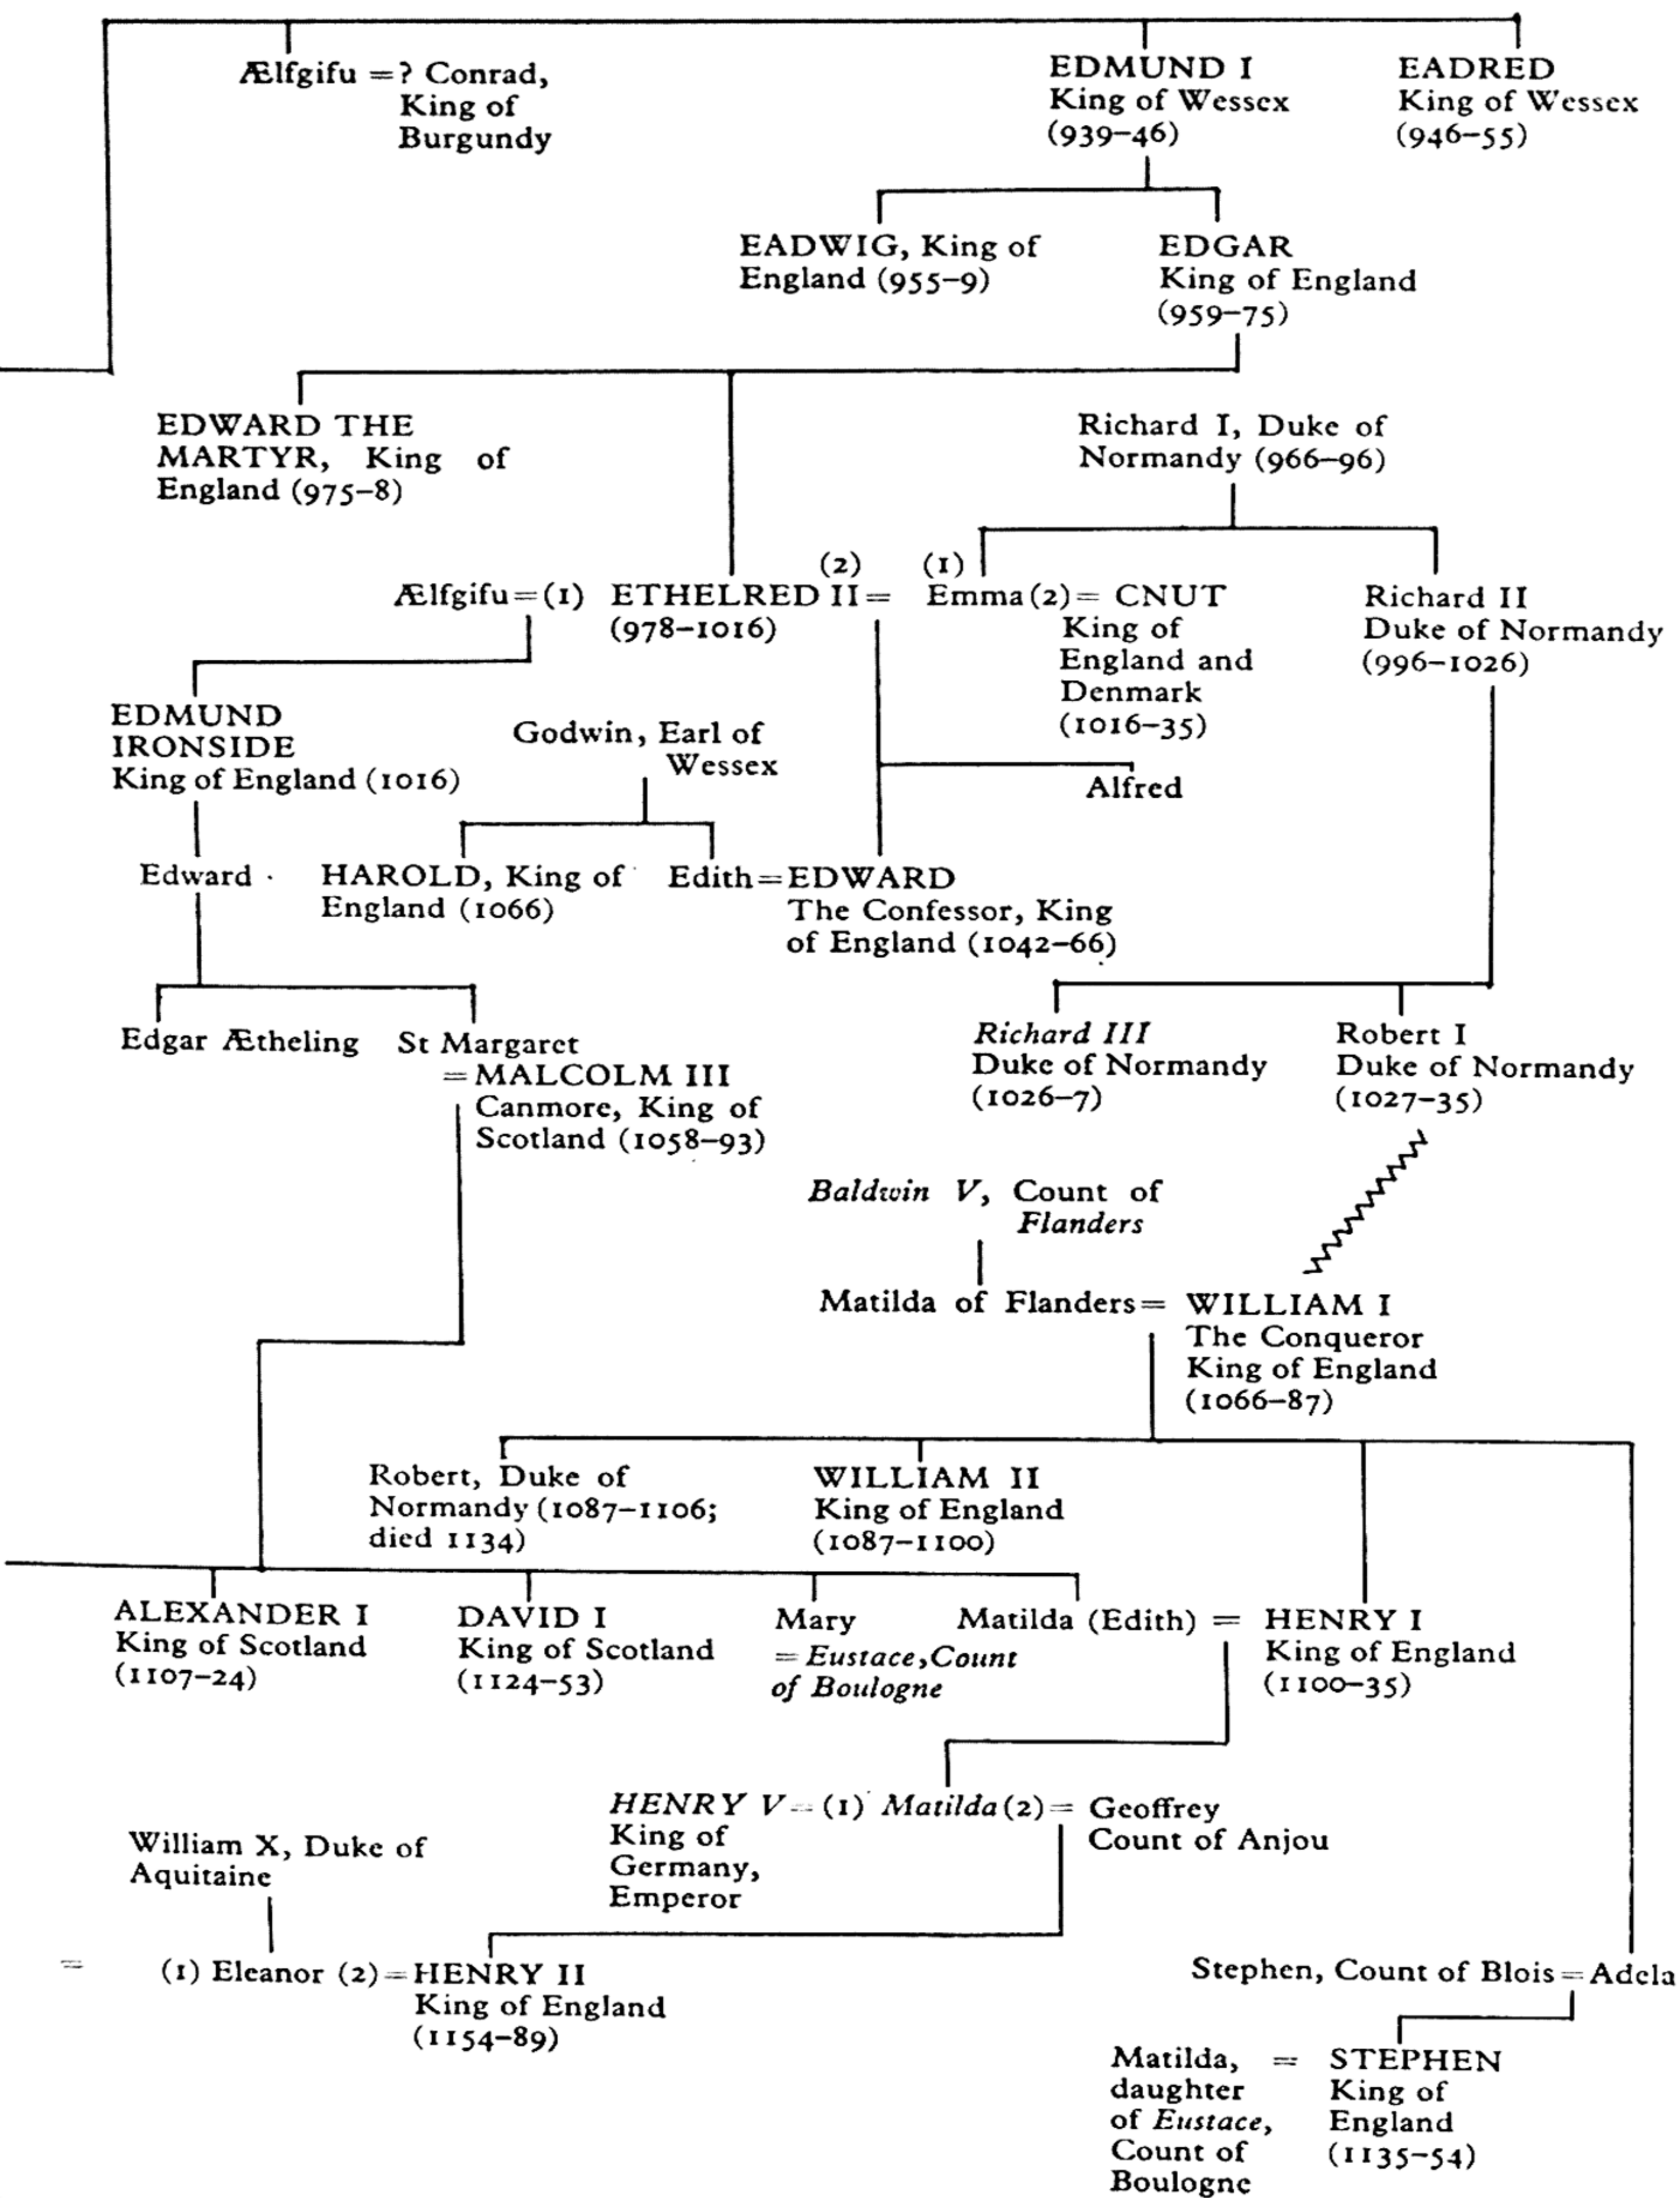 Ælfgifu =? Conrad,
King of
Burgundy
EDMUND I
King of Wessex
(939–46)
EADRED
King of Wessex
(946–55)
EADWIG, King of
England (955–9)
EDGAR
King of England
(959–75)
EDWARD THE
MARTYR, King of
England (975–8)
Richard I, Duke of
Normandy (966–96)
Ælfgifu=(1) ETHELRED II (2) =
(978–1016)
(1) Emma (2)= CNUT
King of
England and
Denmark
(1016–35)
Richard II
Duke of Normandy
(996–1026)
EDMUND
IRONSIDE
King of England (1016)
Godwin, Earl of
Wessex
Alfred
Edward
HAROLD, King of
England (1066)
Edith=EDWARD
The Confessor, King
of England (1042–66)
Edgar Ætheling
St Margaret
=MALCOLM III
Canmore, King of
Scotland (1058–93)
Richard III
Duke of Normandy
(1026–7)
Robert I
Duke of Normandy
(1027–35)
Baldwin V, Count of
Flanders
Matilda of Flanders= WILLIAM I
The Conqueror
King of England
(1066–87)
Robert, Duke of
Normandy (1087–1106;
died 1134)
WILLIAM II
King of England
(1087–1100)
ALEXANDER I
King of Scotland
(1107–24)
DAVID I
King of Scotland
(1124–53)
Mary
=Eustace, Count
of Boulogne
Matilda (Edith) = HENRY I
King of England
(1100–35)
HENRY V=(1) Matilda (2)= Geoffrey
Count of Anjou
King of
Germany,
Emperor
William X, Duke of
Aquitaine
= (1) Eleanor (2)=HENRY II
King of England
(1154–89)
Stephen, Count of Blois=Adela
Matilda, = STEPHEN
daughter
of Eustace,
Count of
Boulogne
King of
England
(1135–54)